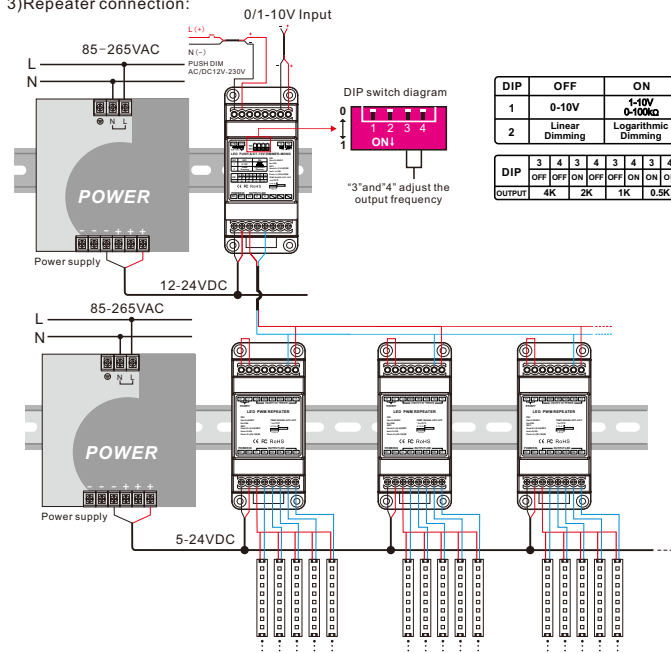 3)Repeater connection:
0/1-10V Input
L(+)
N(−)
PUSH DIM
AC/DC12V-230V
85-265VAC
L
N
N L
POWER
− − − + + +
Power supply
12-24VDC
CE FC RoHS
DIP switch diagram
0
1
1 2 3 4
ON↓
"3"and"4" adjust the
output frequency
DIP OFF ON
1 0-10V 1-10V
0-100kΩ
2 Linear
Dimming Logarithmic
Dimming
DIP 3 4 3 4 3 4 3 4
OFF OFF ON OFF OFF ON ON
OUTPUT 4K 2K 1K 0.5K
85-265VAC
L
N
N L
POWER
− − − + + +
Power supply
5-24VDC
LED PWM REPEATER
CE FC RoHS
LED PWM REPEATER
CE FC RoHS
LED PWM REPEATER
CE FC RoHS